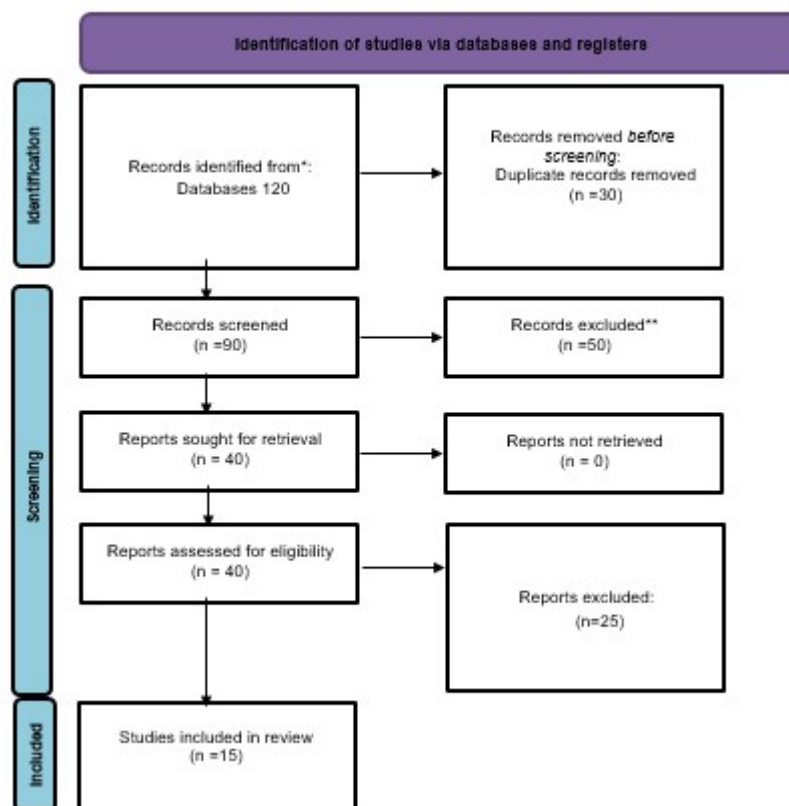 Identification of studies via databases and registers
Identification
Records identified from*:
Databases 120
Records removed before
screening:
Duplicate records removed
(n =30)
Screening
Records screened
(n =90)
Records excluded**
(n =50)
Reports sought for retrieval
(n = 40)
Reports not retrieved
(n = 0)
Reports assessed for eligibility
(n = 40)
Reports excluded:
(n=25)
Included
Studies included in review
(n =15)